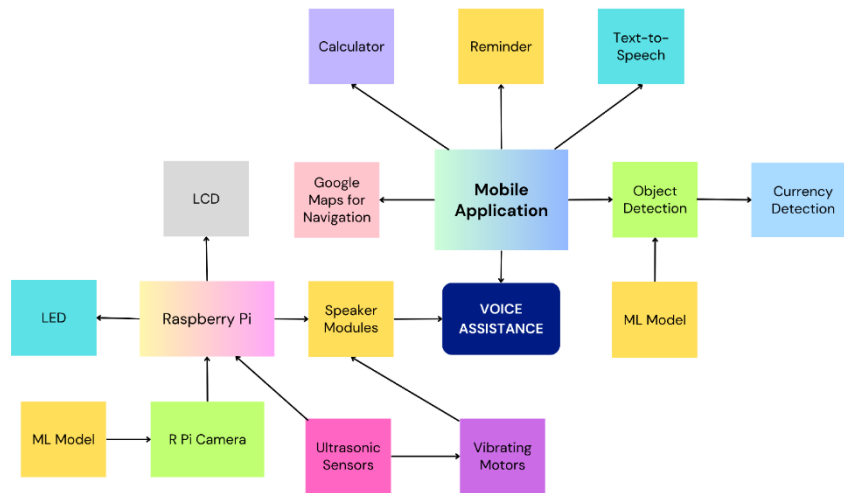 Calculator
Reminder
Text-to-
Speech
Google
Maps for
Navigation
Mobile
Application
Object
Detection
Currency
Detection
LCD
LED
Raspberry Pi
Speaker
Modules
VOICE
ASSISTANCE
ML Model
ML Model
R Pi Camera
Ultrasonic
Sensors
Vibrating
Motors